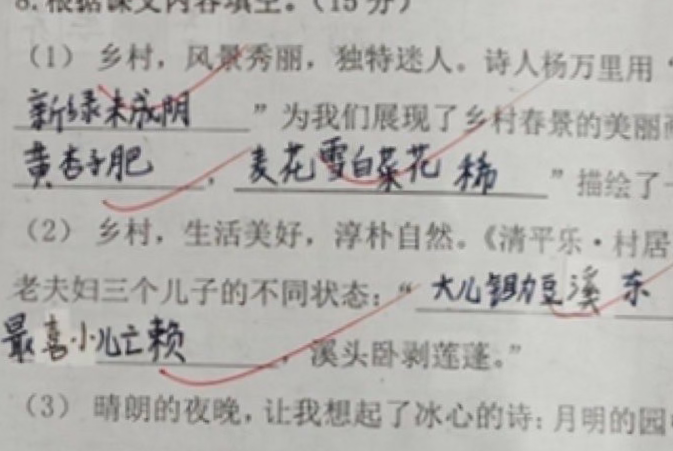 8.根据课文内容填空。（15分）
（1）乡村，风景秀丽，独特迷人。诗人杨万里用“
新绿未成阴”为我们展现了乡村春景的美丽画
黄杏子肥，麦花雪白菜花稀”描绘了一
（2）乡村，生活美好，淳朴自然。《清平乐·村居
老夫妇三个儿子的不同状态：“大儿锄豆溪东
最喜小儿亡赖，溪头卧剥莲蓬。”
（3）晴朗的夜晚，让我想起了冰心的诗：月明的园中